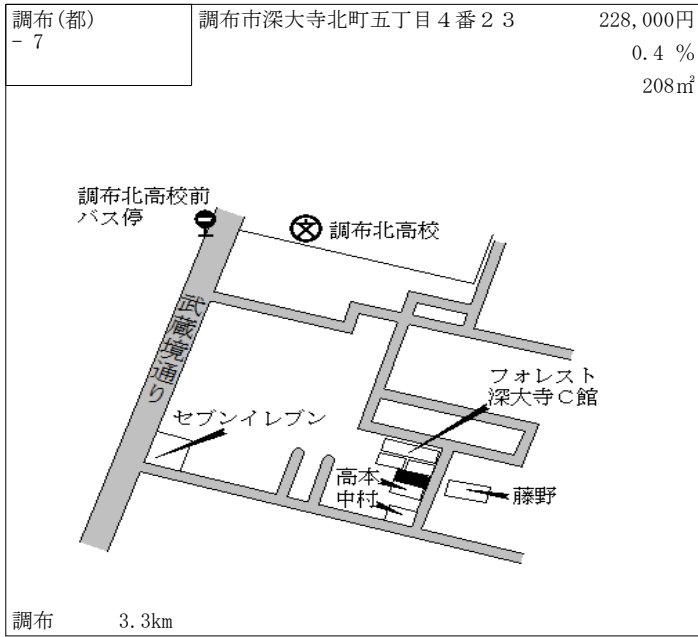 調布(都)
－7
調布市深大寺北町五丁目４番２３
228,000円
0.4 %
208㎡
調布北高校前
バス停
調布北高校
武蔵境通り
フォレスト
深大寺Ｃ館
セブンイレブン
高本
中村
藤野
調布 3.3km